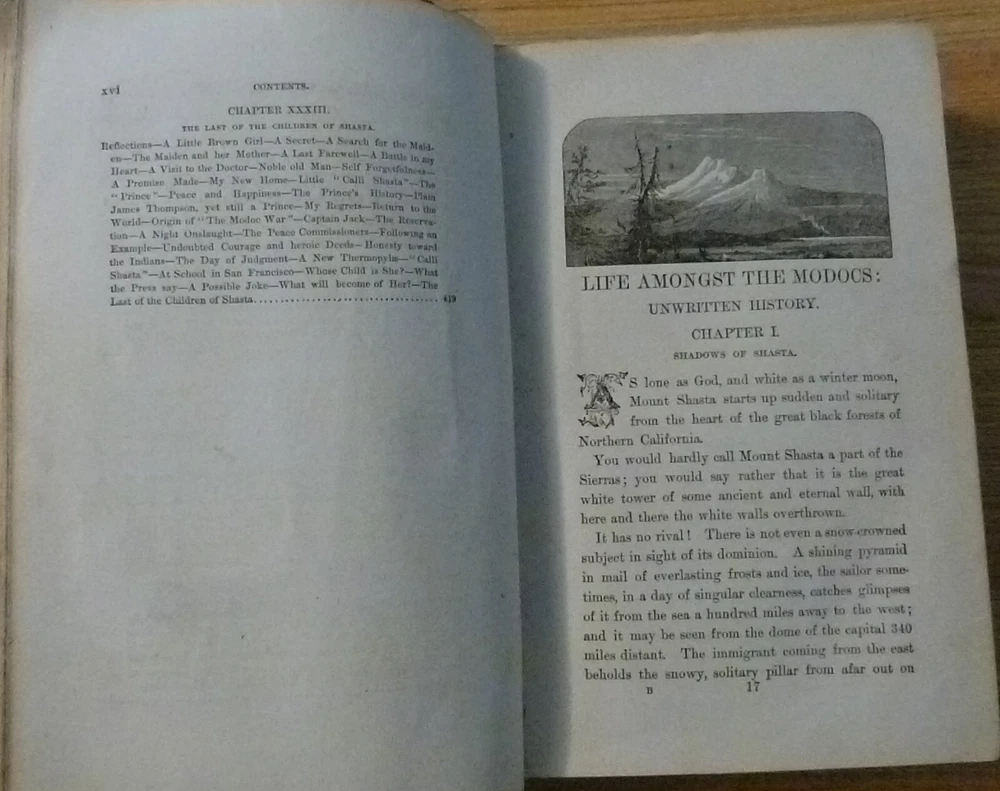 xvi CONTENTS.
CHAPTER XXXIII.
THE LAST OF THE CHILDREN OF SHASTA.
Reflections—A Little Brown Girl—A Secret—A Search for the Maid-
en—The Maiden and her Mother—A Last Farewell—A Battle in my
Heart—A Visit to the Doctor—Noble old Man—Self Forgetfulness—
A Promise Made—My New Home—Little "Calli Shasta"—The
"Prince"—Peace and Happiness—The Prince's History—Plain
James Thompson, yet still a Prince—My Regrets—Return to the
World—Origin of "The Modoc War"—Captain Jack—The Reserva-
tion—A Night Onslaught—The Peace Commissioners—Following an
Example—Undoubted Courage and heroic Deeds—Honesty toward
the Indians—The Day of Judgment—A New Thermopylæ—"Calli
Shasta"—At School in San Francisco—Whose Child is She?—What
the Press say—A Possible Joke—What will become of Her?—The
Last of the Children of Shasta
LIFE AMONGST THE MODOCS:
UNWRITTEN HISTORY.
CHAPTER I.
SHADOWS OF SHASTA.
AS lone as God, and white as a winter moon,
Mount Shasta starts up sudden and solitary
from the heart of the great black forests of
Northern California.
You would hardly call Mount Shasta a part of the
Sierras; you would say rather that it is the great
white tower of some ancient and eternal wall, with
here and there the white walls overthrown.
It has no rival! There is not even a snow-crowned
subject in sight of its dominion. A shining pyramid
in mail of everlasting frosts and ice, the sailor some-
times, in a day of singular clearness, catches glimpses
of it from the sea a hundred miles away to the west;
and it may be seen from the dome of the capital 340
miles distant. The immigrant coming from the east
beholds the snowy, solitary pillar from afar out on
B 17